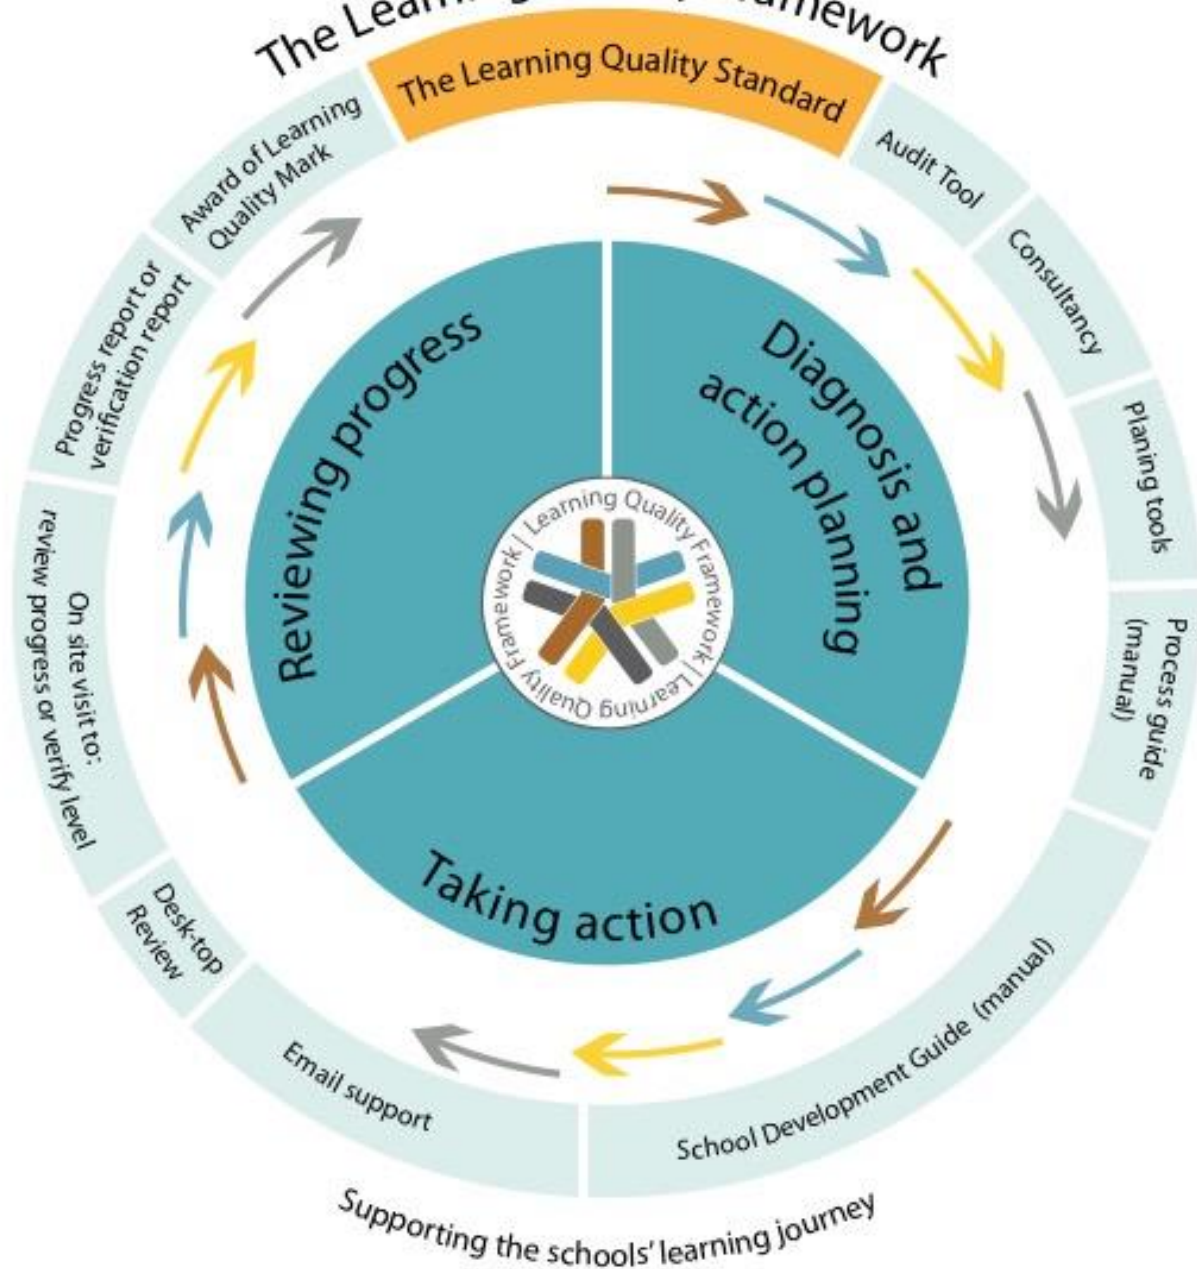 The Learning
Framework
The Learning Quality Standard
Audit Tool
Consultancy
Planing tools
Process guide
(manual)
School Development Guide (manual)
Email support
Desk-top
Review
On site visit to:
review progress or verify level
Progress report or
verification report
Award of Learning
Quality Mark
Diagnosis and
action planning
Taking action
Reviewing progress
Learning Quality Framework | Learning Quality Framework |
Supporting the schools' learning journey